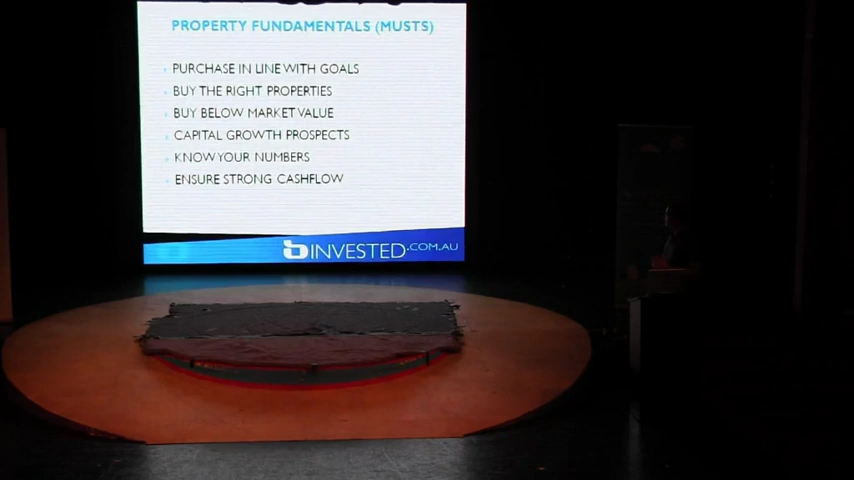 PROPERTY FUNDAMENTALS (MUSTS)
PURCHASE IN LINE WITH GOALS
BUY THE RIGHT PROPERTIES
BUY BELOW MARKET VALUE
CAPITAL GROWTH PROSPECTS
KNOW YOUR NUMBERS
ENSURE STRONG CASHFLOW
bINVESTED.COM.AU